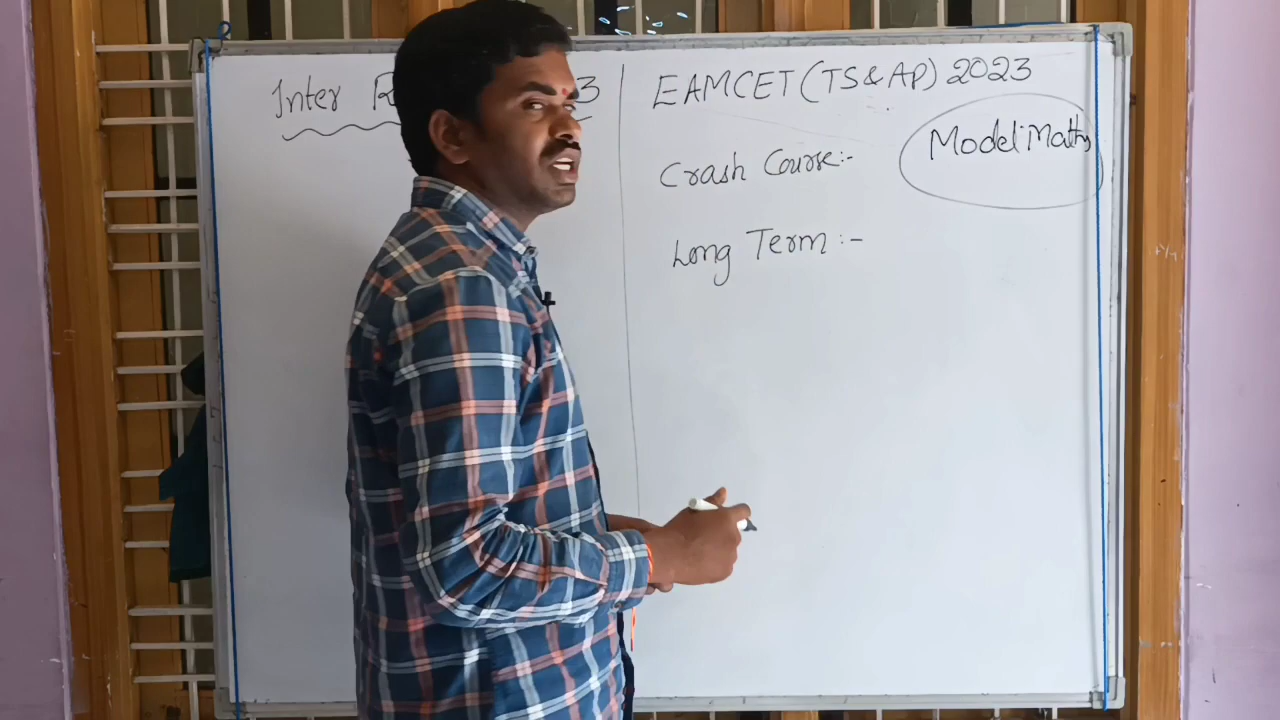 Inter
EAMCET (TS & AP) 2023
Model Maths
Crash Course:-
Long Term :-